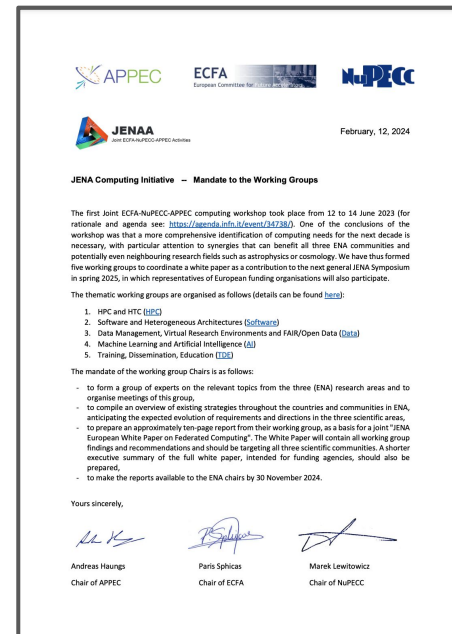 APPEC
ECFA
European Committee for Future Accelerators
NuPECC
JENAA
Joint ECFA-NuPECC-APPEC Activities
February, 12, 2024
JENA Computing Initiative -- Mandate to the Working Groups
The first Joint ECFA-NuPECC-APPEC computing workshop took place from 12 to 14 June 2023 (for
rationale and agenda see: https://agenda.infn.it/event/34738/). One of the conclusions of the
workshop was that a more comprehensive identification of computing needs for the next decade is
necessary, with particular attention to synergies that can benefit all three ENA communities and
potentially even neighbouring research fields such as astrophysics or cosmology. We have thus formed
five working groups to coordinate a white paper as a contribution to the next general JENA Symposium
in spring 2025, in which representatives of European funding organisations will also participate.
The thematic working groups are organised as follows (details can be found here):
1. HPC and HTC (HPC)
2. Software and Heterogeneous Architectures (Software)
3. Data Management, Virtual Research Environments and FAIR/Open Data (Data)
4. Machine Learning and Artificial Intelligence (AI)
5. Training, Dissemination, Education (TDE)
The mandate of the working group Chairs is as follows:
- to form a group of experts on the relevant topics from the three (ENA) research areas and to
organise meetings of this group,
- to compile an overview of existing strategies throughout the countries and communities in ENA,
anticipating the expected evolution of requirements and directions in the three scientific areas,
- to prepare an approximately ten-page report from their working group, as a basis for a joint "JENA
European White Paper on Federated Computing". The White Paper will contain all working group
findings and recommendations and should be targeting all three scientific communities. A shorter
executive summary of the full white paper, intended for funding agencies, should also be
prepared,
- to make the reports available to the ENA chairs by 30 November 2024.
Yours sincerely,
Andreas Haungs
Paris Sphicas
Marek Lewitowicz
Chair of APPEC
Chair of ECFA
Chair of NuPECC